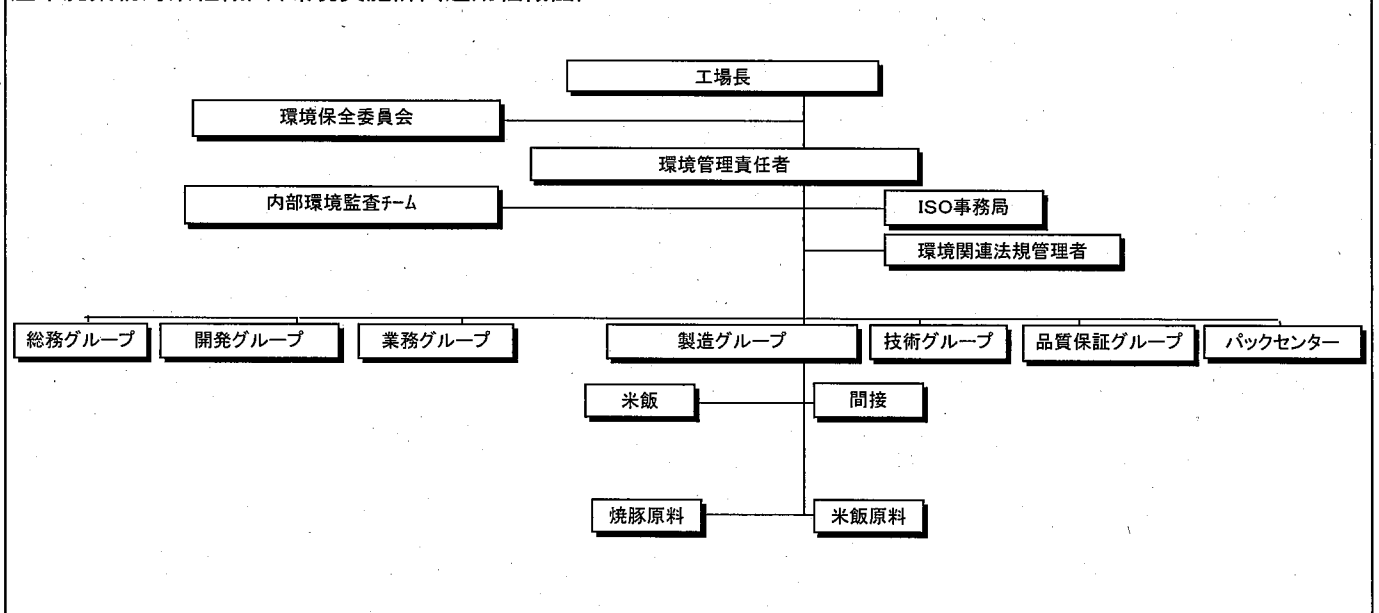 工場長
環境保全委員会
環境管理責任者
内部環境監査チーム
ISO事務局
環境関連法規管理者
総務グループ
開発グループ
業務グループ
製造グループ
技術グループ
品質保証グループ
パックセンター
米飯
間接
焼豚原料
米飯原料